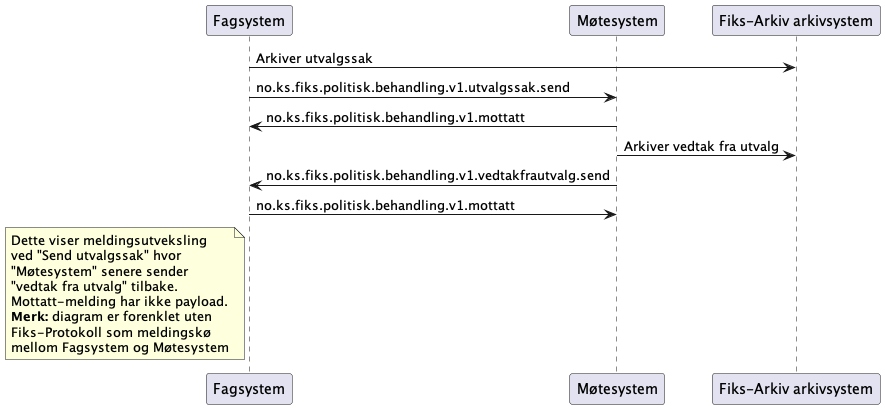 Fagsystem
Møtesystem
Fiks-Arkiv arkivsystem
Arkiver utvalgssak
no.ks.fiks.politisk.behandling.v1.utvalgssak.send
no.ks.fiks.politisk.behandling.v1.mottatt
Arkiver vedtak fra utvalg
no.ks.fiks.politisk.behandling.v1.vedtakfrautvalg.send
no.ks.fiks.politisk.behandling.v1.mottatt
Dette viser meldingsutveksling
ved "Send utvalgssak" hvor
"Møtesystem" senere sender
"vedtak fra utvalg" tilbake.
Mottatt-melding har ikke payload.
Merk: diagram er forenklet uten
Fiks-Protokoll som meldingskø
mellom Fagsystem og Møtesystem
Fagsystem
Møtesystem
Fiks-Arkiv arkivsystem